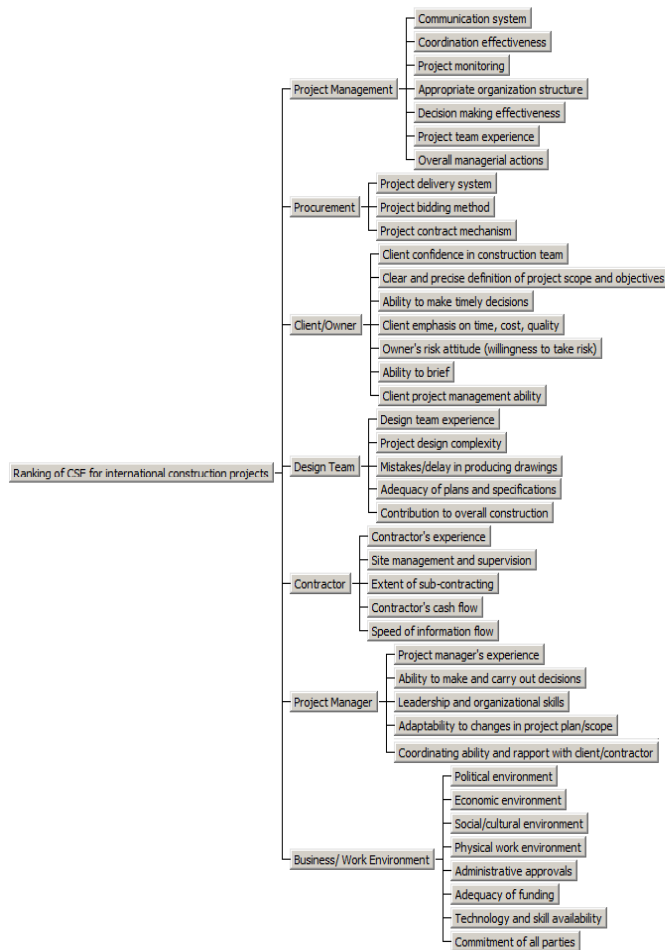 Ranking of CSF for international construction projects
Project Management
Communication system
Coordination effectiveness
Project monitoring
Appropriate organization structure
Decision making effectiveness
Project team experience
Overall managerial actions
Procurement
Project delivery system
Project bidding method
Project contract mechanism
Client/Owner
Client confidence in construction team
Clear and precise definition of project scope and objectives
Ability to make timely decisions
Client emphasis on time, cost, quality
Owner's risk attitude (willingness to take risk)
Ability to brief
Client project management ability
Design Team
Design team experience
Project design complexity
Mistakes/delay in producing drawings
Adequacy of plans and specifications
Contribution to overall construction
Contractor
Contractor's experience
Site management and supervision
Extent of sub-contracting
Contractor's cash flow
Speed of information flow
Project Manager
Project manager's experience
Ability to make and carry out decisions
Leadership and organizational skills
Adaptability to changes in project plan/scope
Coordinating ability and rapport with client/contractor
Business/ Work Environment
Political environment
Economic environment
Social/cultural environment
Physical work environment
Administrative approvals
Adequacy of funding
Technology and skill availability
Commitment of all parties